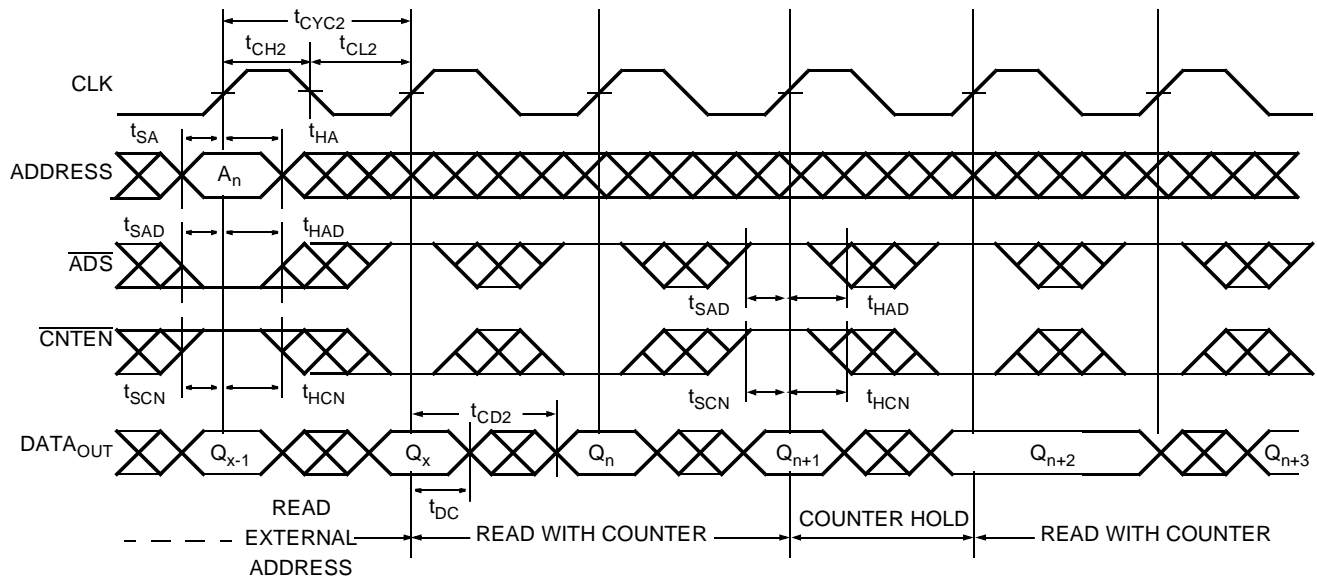 tCYC2
tCH2
tCL2
CLK
tSA
tHA
ADDRESS
An
tSAD
tHAD
ADS
tSAD
tHAD
CNTEN
tSCN
tHCN
tSCN
tHCN
tCD2
DATAOUT
Qx-1
Qx
Qn
Qn+1
Qn+2
Qn+3
tDC
READ
EXTERNAL
ADDRESS
READ WITH COUNTER
COUNTER HOLD
READ WITH COUNTER